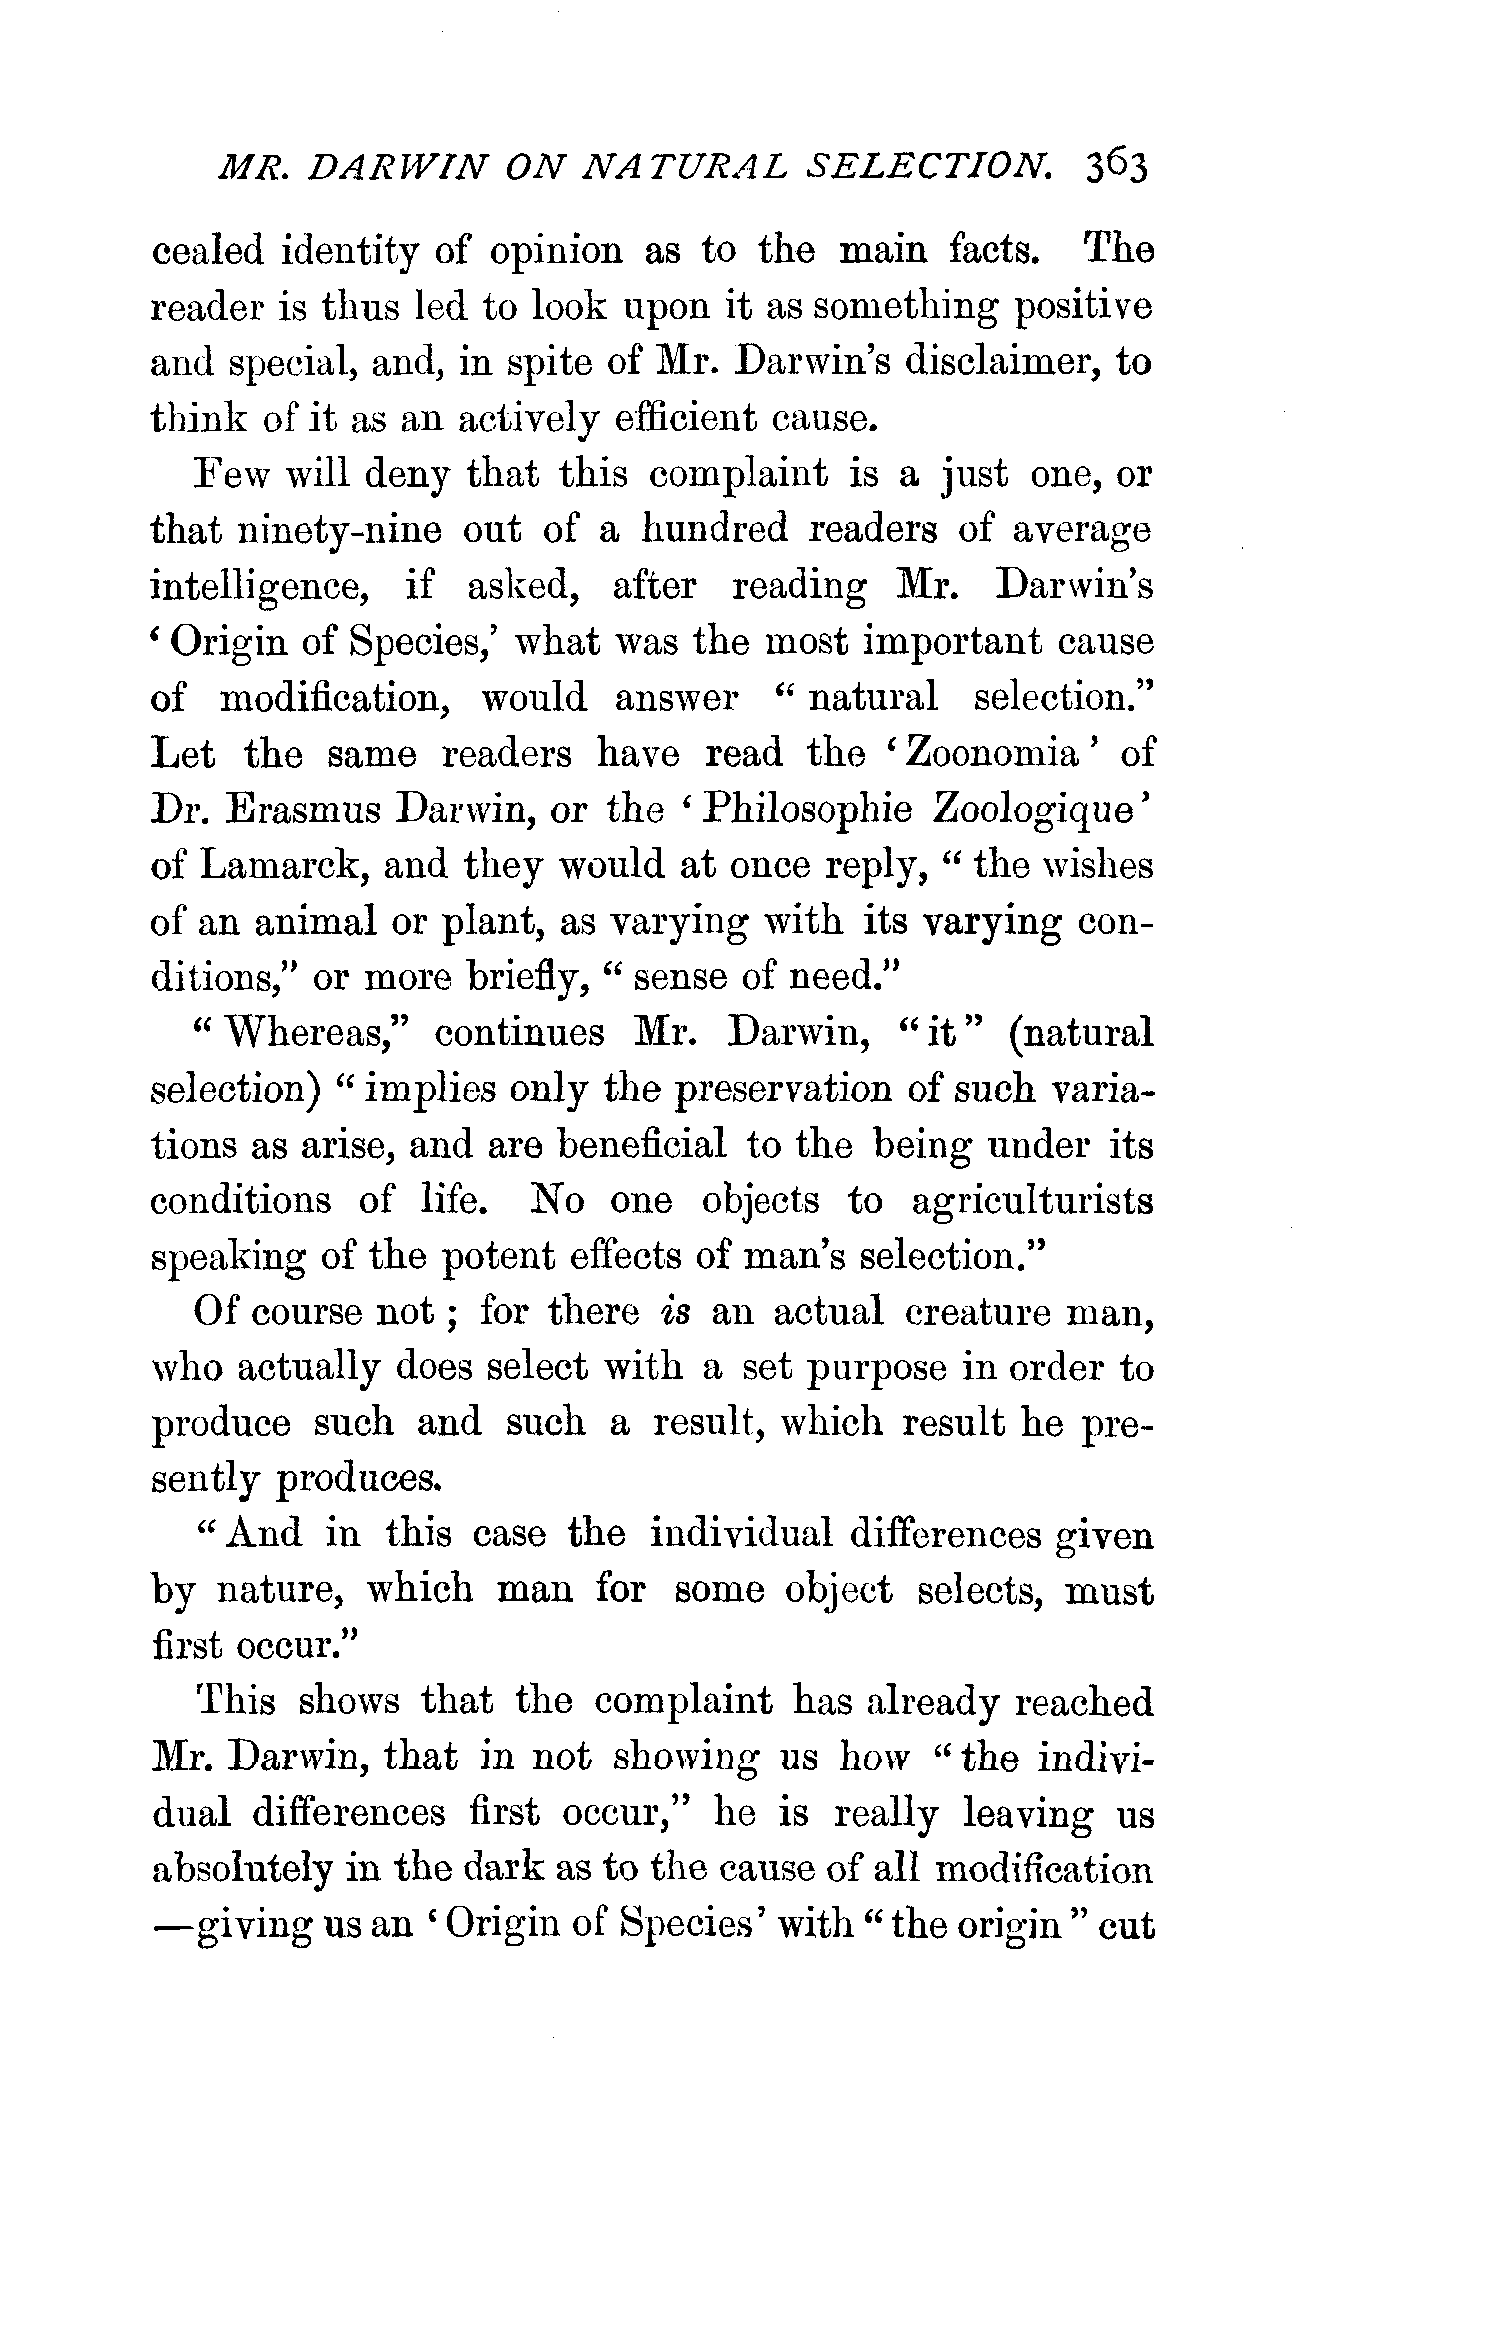 MR. DARWIN ON NATURAL SELECTION. 363
cealed identity of opinion as to the main facts. The
reader is thus led to look upon it as something positive
and special, and, in spite of Mr. Darwin's disclaimer, to
think of it as an actively efficient cause.
Few will deny that this complaint is a just one, or
that ninety-nine out of a hundred readers of average
intelligence, if asked, after reading Mr. Darwin's
‘Origin of Species,’ what was the most important cause
of modification, would answer “natural selection.”
Let the same readers have read the ‘Zoonomia’ of
Dr. Erasmus Darwin, or the ‘Philosophie Zoologique’
of Lamarck, and they would at once reply, “the wishes
of an animal or plant, as varying with its varying con-
ditions,” or more briefly, “sense of need.”
“Whereas,” continues Mr. Darwin, “it” (natural
selection) “implies only the preservation of such varia-
tions as arise, and are beneficial to the being under its
conditions of life. No one objects to agriculturists
speaking of the potent effects of man's selection.”
Of course not; for there is an actual creature man,
who actually does select with a set purpose in order to
produce such and such a result, which result he pre-
sently produces.
“And in this case the individual differences given
by nature, which man for some object selects, must
first occur.”
This shows that the complaint has already reached
Mr. Darwin, that in not showing us how “the indivi-
dual differences first occur,” he is really leaving us
absolutely in the dark as to the cause of all modification
—giving us an ‘Origin of Species’ with “the origin” cut